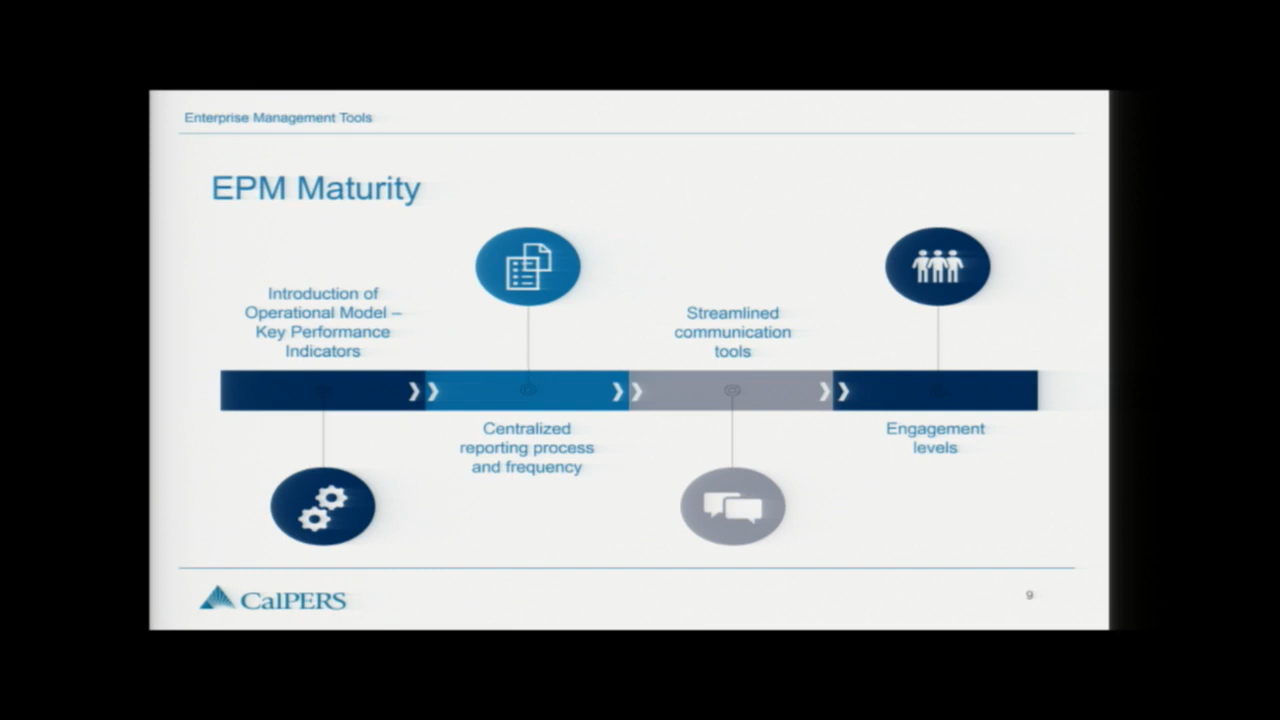 Enterprise Management Tools
EPM Maturity
Introduction of
Operational Model –
Key Performance
Indicators
Centralized
reporting process
and frequency
Streamlined
communication
tools
Engagement
levels
CalPERS
9